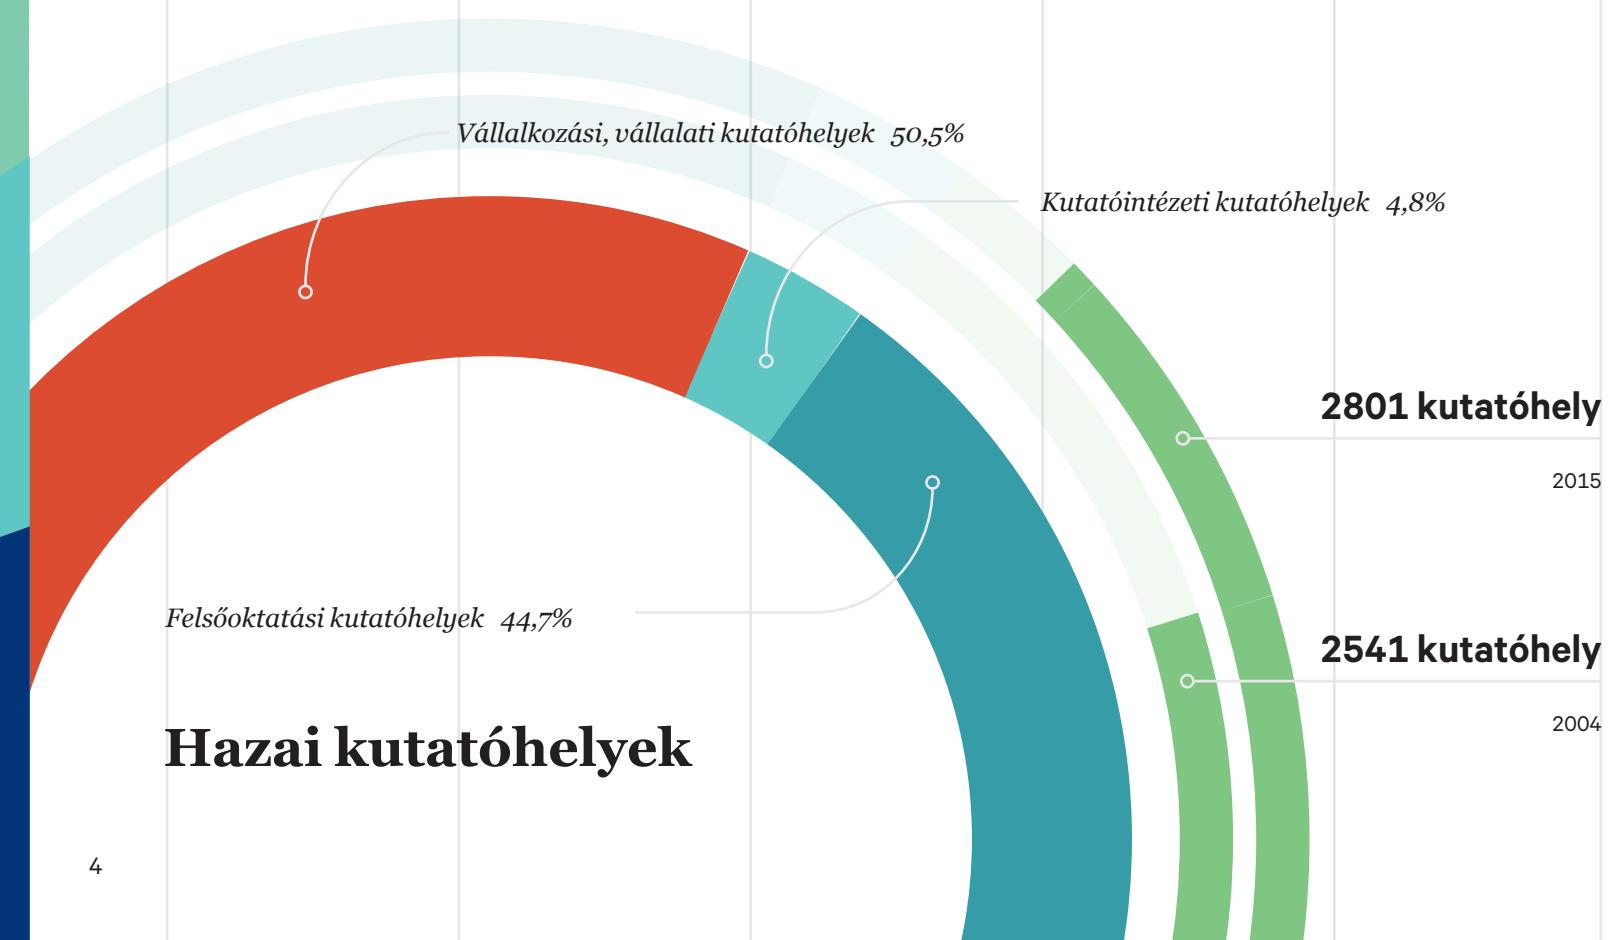 Vállalkozási, vállalati kutatóhelyek 50,5%
Kutatóintézeti kutatóhelyek 4,8%
2801 kutatóhely
2015
Felsőoktatási kutatóhelyek 44,7%
2541 kutatóhely
2004
Hazai kutatóhelyek
4